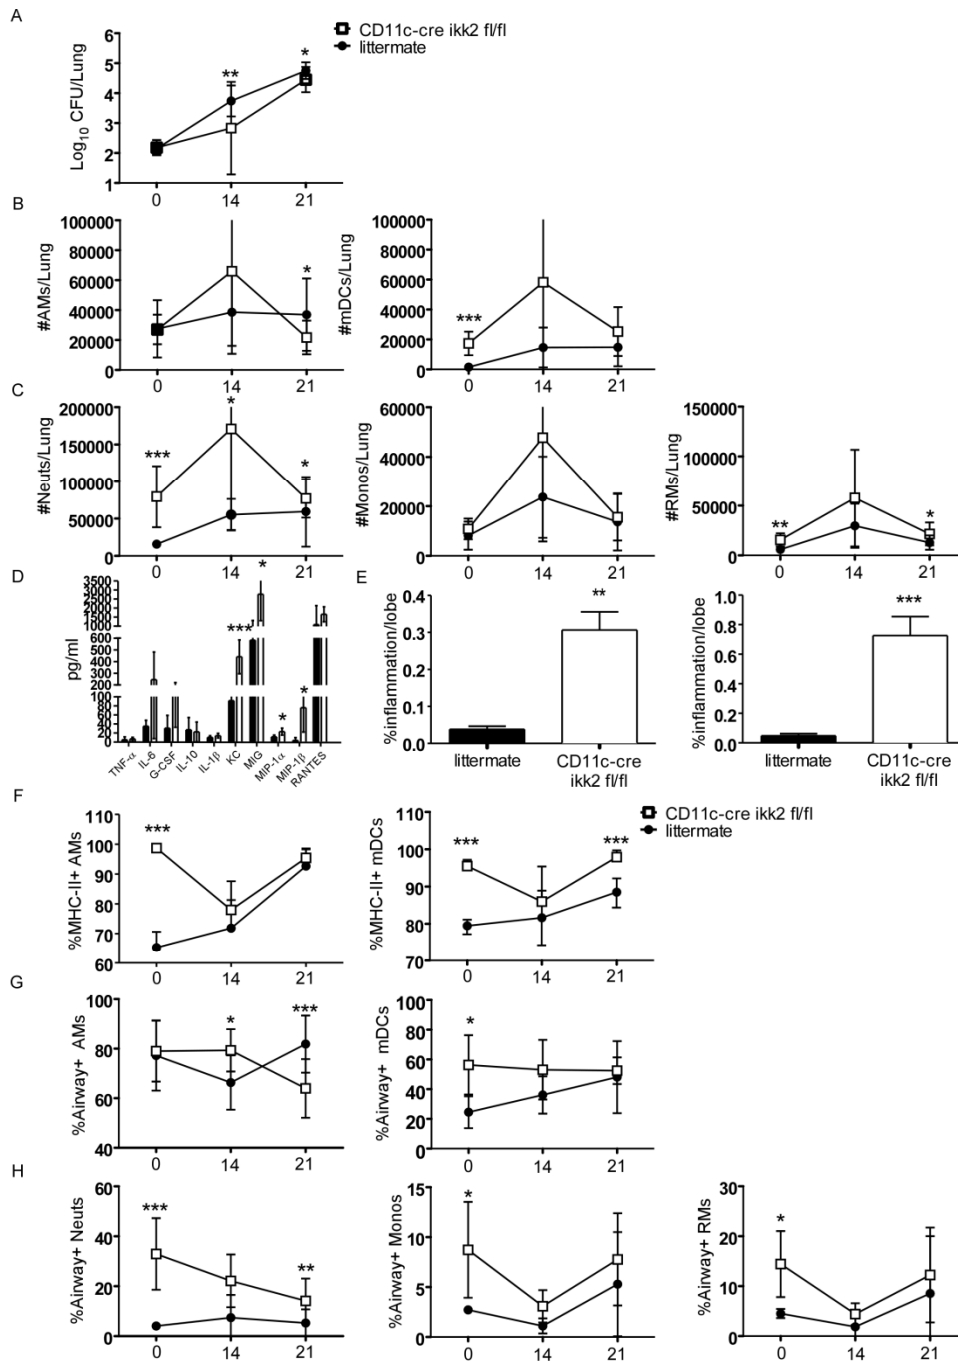 A
CD11c-cre ikk2 fl/fl
littermate
Log10 CFU/Lung
6
5
4
3
2
1
*
**
0 14 21
B
#AMs/Lung
100000
80000
60000
40000
20000
0
*
0 14 21
#mDCs/Lung
100000
80000
60000
40000
20000
0
***
0 14 21
C
#Neuts/Lung
200000
150000
100000
50000
0
*
***
*
0 14 21
#Monos/Lung
60000
40000
20000
0
0 14 21
#RMs/Lung
150000
100000
50000
0
**
*
0 14 21
D
pg/ml
3500
3000
2500
2000
1500
1000
600
500
400
300
200
100
80
60
40
20
0
*
***
*
*
TNF-α IL-6 G-CSF IL-10 IL-1β KC MIG MIP-1α MIP-1β RANTES
E
%inflammation/lobe
0.4
0.3
0.2
0.1
0.0
**
littermate CD11c-cre
ikk2 fl/fl
%inflammation/lobe
1.0
0.8
0.6
0.4
0.2
0.0
***
littermate CD11c-cre
ikk2 fl/fl
F
CD11c-cre ikk2 fl/fl
littermate
%MHC-II+ AMs
110
100
90
80
70
60
***
0 14 21
%MHC-II+ mDCs
110
100
90
80
70
*** ***
0 14 21
G
%Airway+ AMs
100
80
60
40
***
*
0 14 21
%Airway+ mDCs
100
80
60
40
20
0
*
0 14 21
H
%Airway+ Neuts
60
40
20
0
***
**
0 14 21
%Airway+ Monos
15
10
5
0
*
0 14 21
%Airway+ RMs
30
20
10
0
*
0 14 21